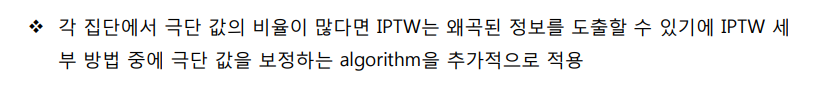 ❖ 각 집단에서 극단 값의 비율이 많다면 IPTW는 왜곡된 정보를 도출할 수 있기에 IPTW 세
부 방법 중에 극단 값을 보정하는 algorithm을 추가적으로 적용